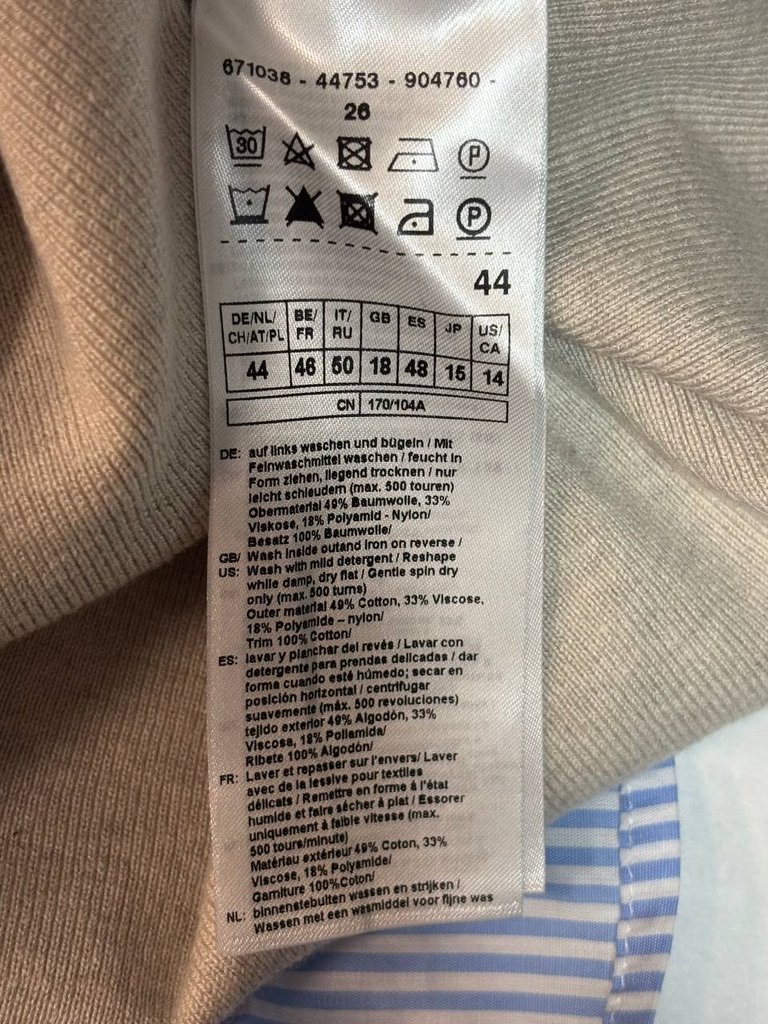 671038 - 44753 - 904760 -
26
30 P
P
44
DE/NL/ CH/AT/PL BE/ FR IT/ RU GB ES JP US/ CA
44 46 50 18 48 15 14
CN 170/104A
DE: auf links waschen und bügeln / Mit
Feinwaschmittel waschen / feucht in
Form ziehen, liegend trocknen / nur
leicht schleudern (max. 500 touren)
Obermaterial 49% Baumwolle, 33%
Viskose, 18% Polyamid - Nylon/
Besatz 100% Baumwolle/
GB/ Wash inside outand iron on reverse /
US: Wash with mild detergent / Reshape
while damp, dry flat / Gentle spin dry
only (max. 500 turns)
Outer material 49% Cotton, 33% Viscose,
18% Polyamide – nylon/
Trim 100% Cotton/
ES: lavar y planchar del revés / Lavar con
detergente para prendas delicadas / dar
forma cuando esté húmedo; secar en
posición horizontal / centrifugar
suavemente (máx. 500 revoluciones)
tejido exterior 49% Algodón, 33%
Viscosa, 18% Poliamida/
Ribete 100% Algodón/
FR: Laver et repasser sur l'envers/ Laver
avec de la lessive pour textiles
délicats / Remettre en forme à l'état
humide et faire sécher à plat / Essorer
uniquement à faible vitesse (max.
500 tours/minute)
Matériau extérieur 49% Coton, 33%
Viscose, 18% Polyamide/
Garniture 100%Coton/
NL: binnenstebuiten wassen en strijken /
Wassen met een wasmiddel voor fijne was